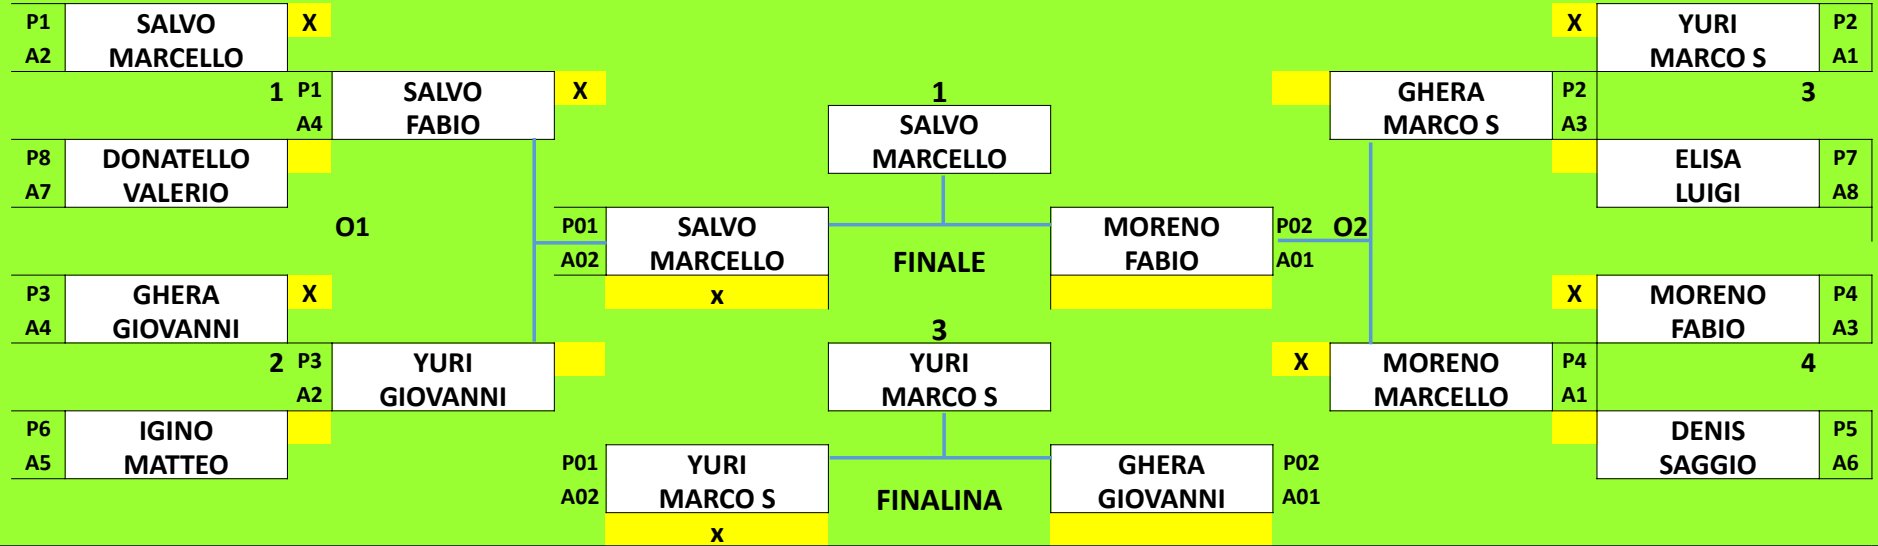 P1 SALVO X X YURI P2
A2 MARCELLO MARCO S A1
1 P1 SALVO X 1 GHERA P2 3
A4 FABIO SALVO MARCO S A3
P8 DONATELLO MARCELLO ELISA P7
A7 VALERIO LUIGI A8
O1 P01 SALVO MORENO P02 O2
A02 MARCELLO FINALE FABIO A01
P3 GHERA X x X MORENO P4
A4 GIOVANNI 3 FABIO A3
2 P3 YURI YURI X MORENO P4 4
A2 GIOVANNI MARCO S MARCELLO A1
P6 IGINO DENIS P5
A5 MATTEO P01 YURI GHERA P02 SAGGIO A6
A02 MARCO S FINALINA GIOVANNI A01
x